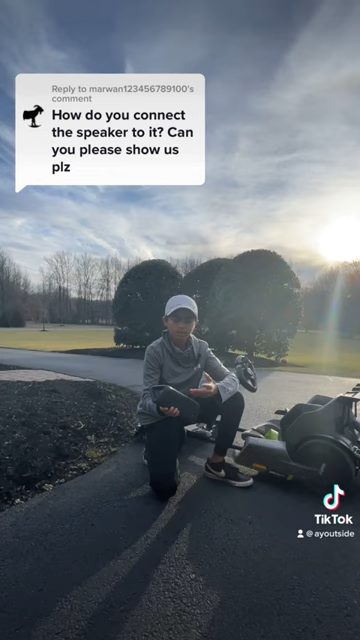 Reply to marwan123456789100's
comment
How do you connect
the speaker to it? Can
you please show us
plz
TikTok
@ayoutside